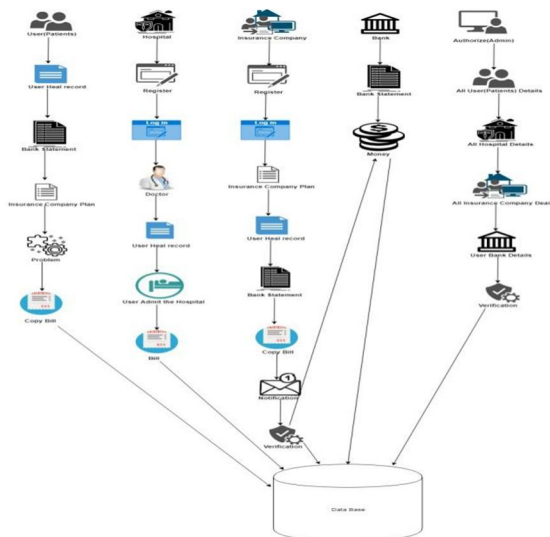 User(Patients)
User Heal record
Bank Statement
Insurance Company Plan
Problem
Copy Bill
Hospital
Register
Log in
Doctor
User Heal record
User Admit the Hospital
Bill
Insurance Company
Register
Log in
Insurance Company Plan
User Heal record
Bank Statement
Copy Bill
1
Notification
Verification
Bank
Bank Statement
Money
Authorize(Admin)
All User(Patients) Details
All Hospital Details
All Insurance Company Deal
User Bank Details
Verification
Data Base